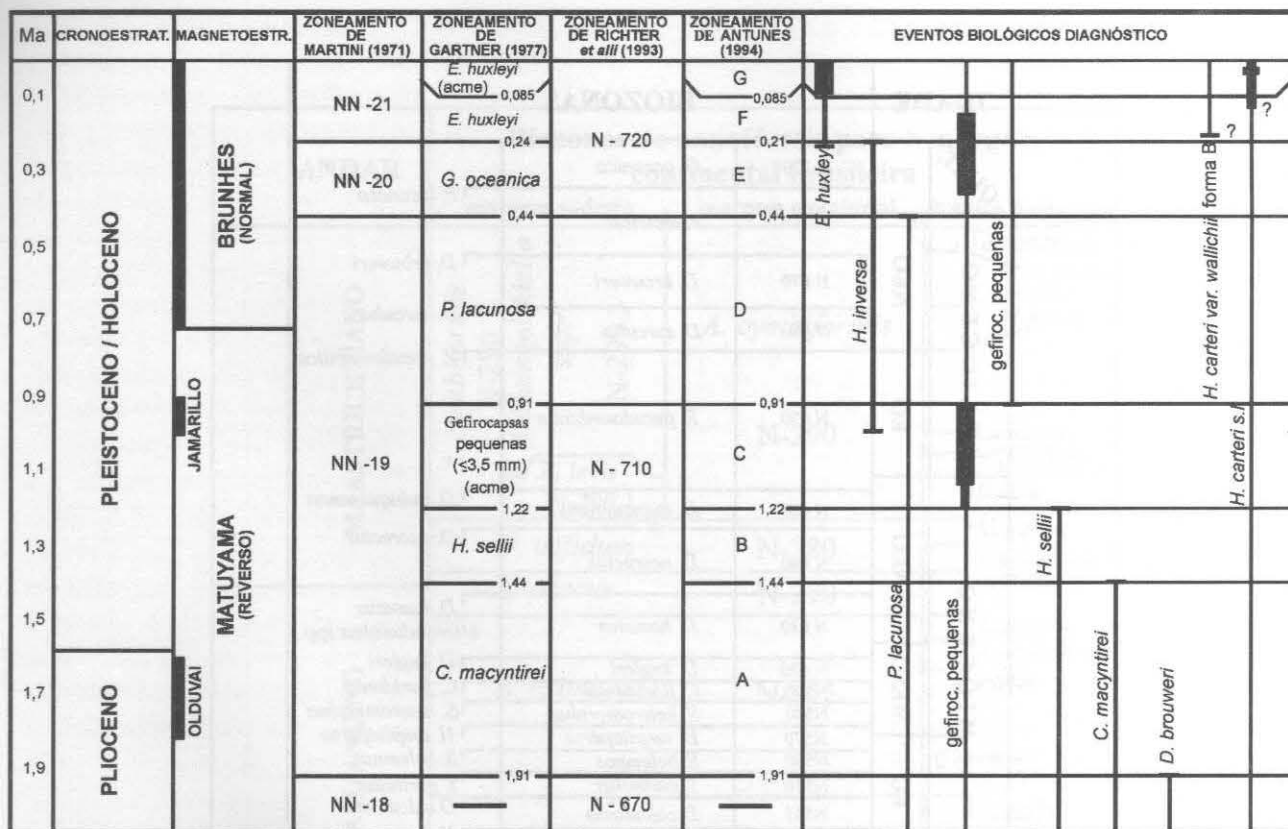 Ma
CRONOESTRAT.
MAGNETOESTR.
ZONEAMENTO
DE
MARTINI (1971)
ZONEAMENTO
DE
GARTNER (1977)
ZONEAMENTO
DE RICHTER
et alii (1993)
ZONEAMENTO
DE ANTUNES
(1994)
EVENTOS BIOLÓGICOS DIAGNÓSTICO
0,1
0,3
0,5
0,7
0,9
1,1
1,3
1,5
1,7
1,9
PLEISTOCENO / HOLOCENO
PLIOCENO
BRUNHES
(NORMAL)
JAMARILLO
MATUYAMA
(REVERSO)
OLDUVAI
NN -21
NN -20
NN -19
NN -18
E. huxleyi
(acme)
0,085
E. huxleyi
0,24
G. oceanica
0,44
P. lacunosa
0,91
Gefirocapsas
pequenas
(≤3,5 mm)
(acme)
1,22
H. sellii
1,44
C. macyntirei
1,91
N - 720
N - 710
N - 670
G
0,085
F
0,21
E
0,44
D
0,91
C
1,22
B
1,44
A
1,91
E. huxleyi
H. inversa
P. lacunosa
gefiroc. pequenas
gefiroc. pequenas
H. sellii
C. macyntirei
D. brouweri
H. carteri var. wallichii forma B
?
H. carteri s.l
?